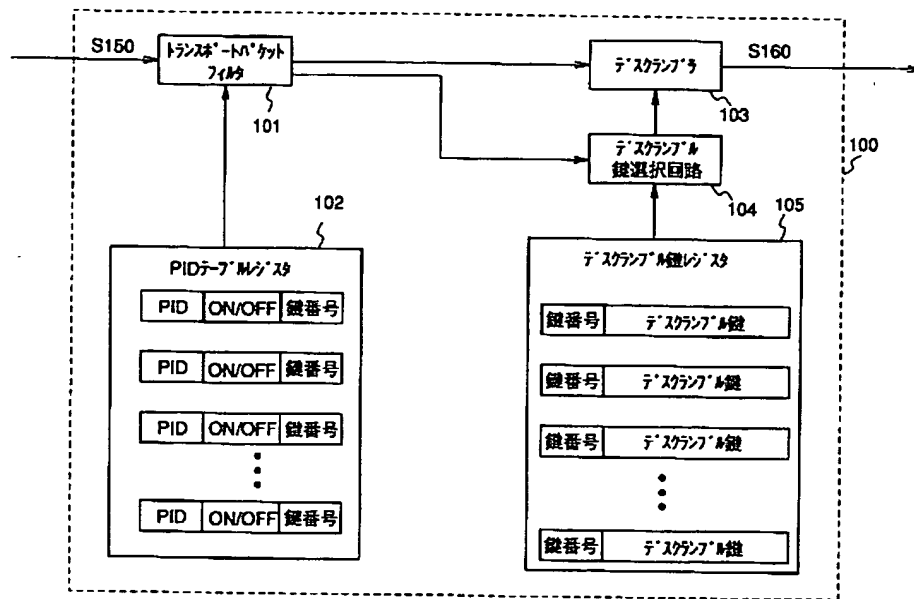 S150
トランスポートパケット
フィルタ
101
デスクランブラ
103
S160
デスクランブル
鍵選択回路
104
100
102
PIDテーブルレジスタ
PID ON/OFF 鍵番号
PID ON/OFF 鍵番号
PID ON/OFF 鍵番号
PID ON/OFF 鍵番号
105
デスクランブル鍵レジスタ
鍵番号 デスクランブル鍵
鍵番号 デスクランブル鍵
鍵番号 デスクランブル鍵
鍵番号 デスクランブル鍵